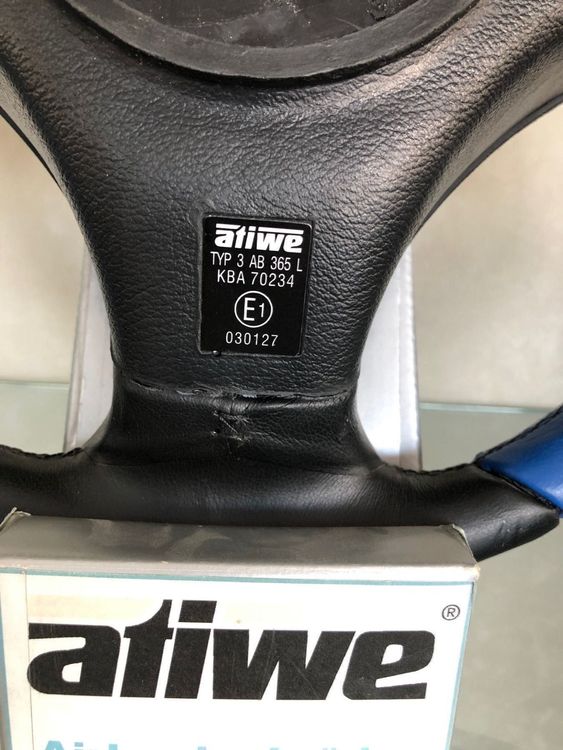 atiwe
TYP 3 AB 365 L
KBA 70234
E1
030127
atiwe®